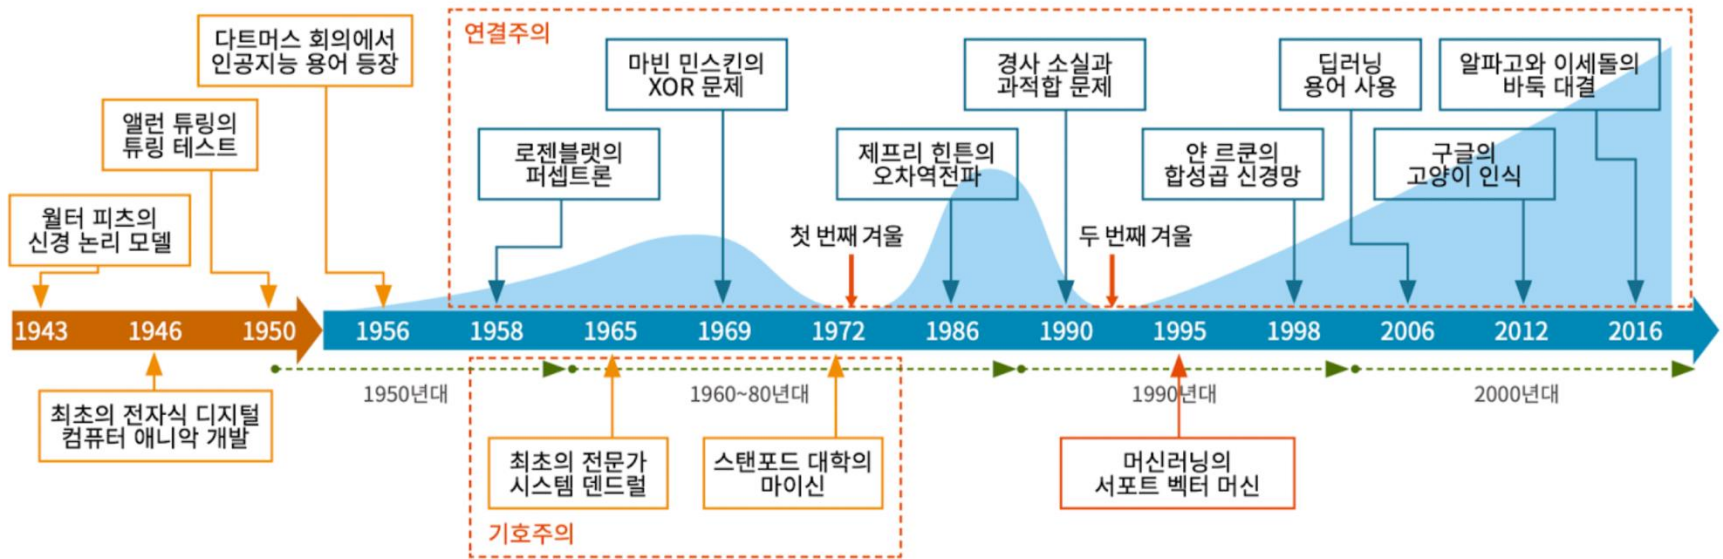 연결주의
다트머스 회의에서
인공지능 용어 등장
마빈 민스킨의
XOR 문제
경사 소실과
과적합 문제
딥러닝
용어 사용
알파고와 이세돌의
바둑 대결
앨런 튜링의
튜링 테스트
로젠블랫의
퍼셉트론
제프리 힌튼의
오차역전파
얀 르쿤의
합성곱 신경망
구글의
고양이 인식
월터 피츠의
신경 논리 모델
첫 번째 겨울
두 번째 겨울
1943 1946 1950 1956 1958 1965 1969 1972 1986 1990 1995 1998 2006 2012 2016
1950년대
1960~80년대
1990년대
2000년대
최초의 전자식 디지털
컴퓨터 애니악 개발
최초의 전문가
시스템 덴드럴
스탠포드 대학의
마이신
머신러닝의
서포트 벡터 머신
기호주의